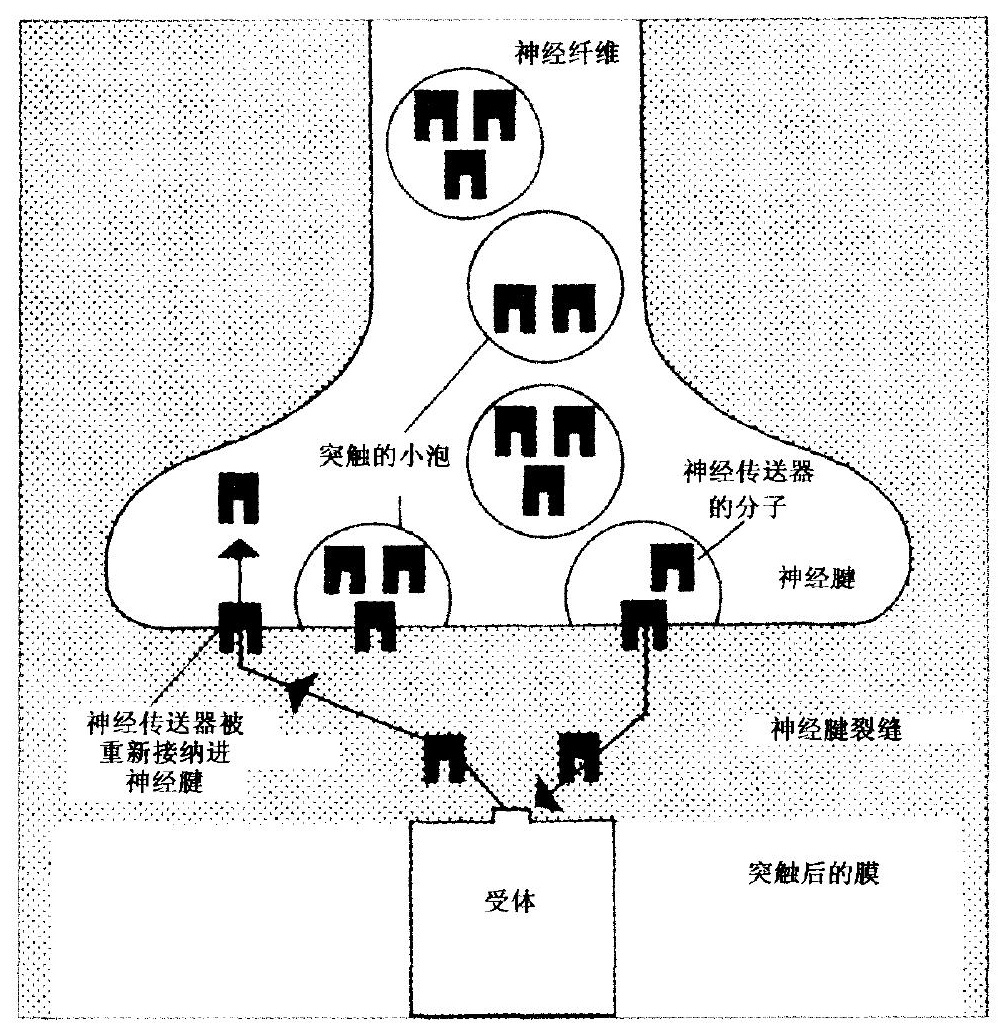 神经纤维
突触的小泡
神经传送器
的分子
神经腱
神经传送器被
重新接纳进
神经腱
神经腱裂缝
受体
突触后的膜